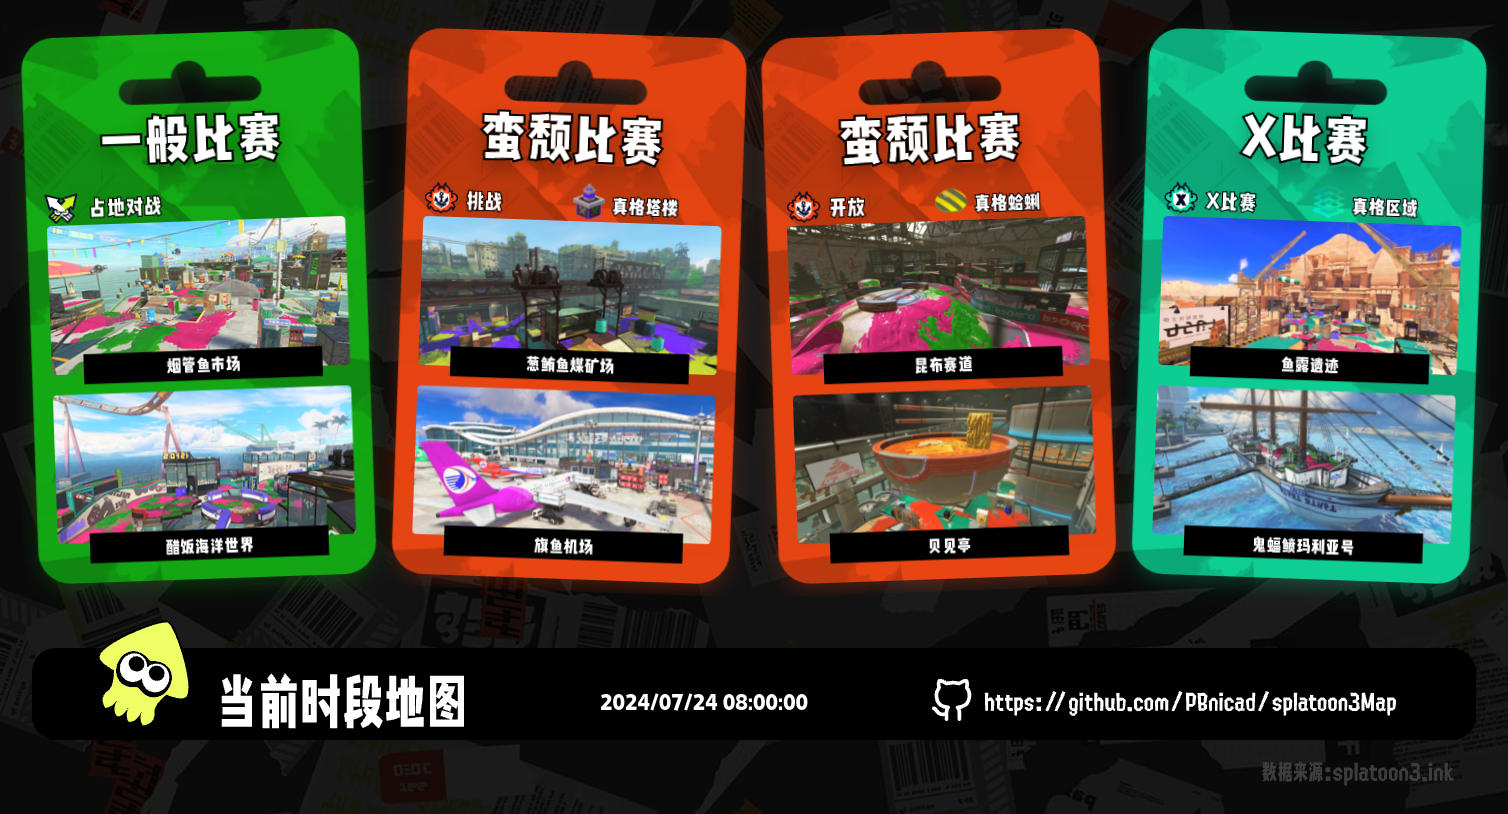 一般比赛
占地对战
烟管鱼市场
醋饭海洋世界
蛮颓比赛
挑战
真格塔楼
葱鲔鱼煤矿场
旗鱼机场
蛮颓比赛
开放
真格蛤蜊
昆布赛道
贝贝亭
X比赛
X比赛
真格区域
鱼露遗迹
鬼蝠鲼玛利亚号
当前时段地图
2024/07/24 08:00:00
https://github.com/PBnicad/splatoon3Map
数据来源:splatoon3.ink